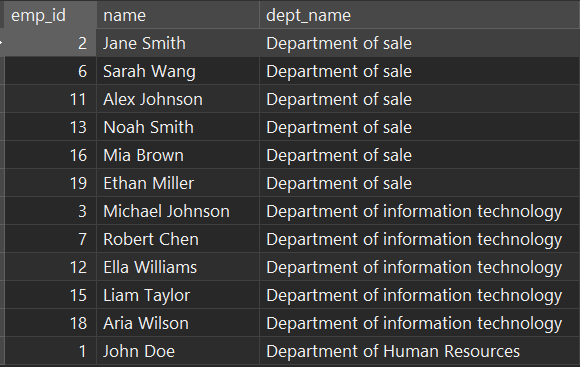 emp_id name dept_name
2 Jane Smith Department of sale
6 Sarah Wang Department of sale
11 Alex Johnson Department of sale
13 Noah Smith Department of sale
16 Mia Brown Department of sale
19 Ethan Miller Department of sale
3 Michael Johnson Department of information technology
7 Robert Chen Department of information technology
12 Ella Williams Department of information technology
15 Liam Taylor Department of information technology
18 Aria Wilson Department of information technology
1 John Doe Department of Human Resources